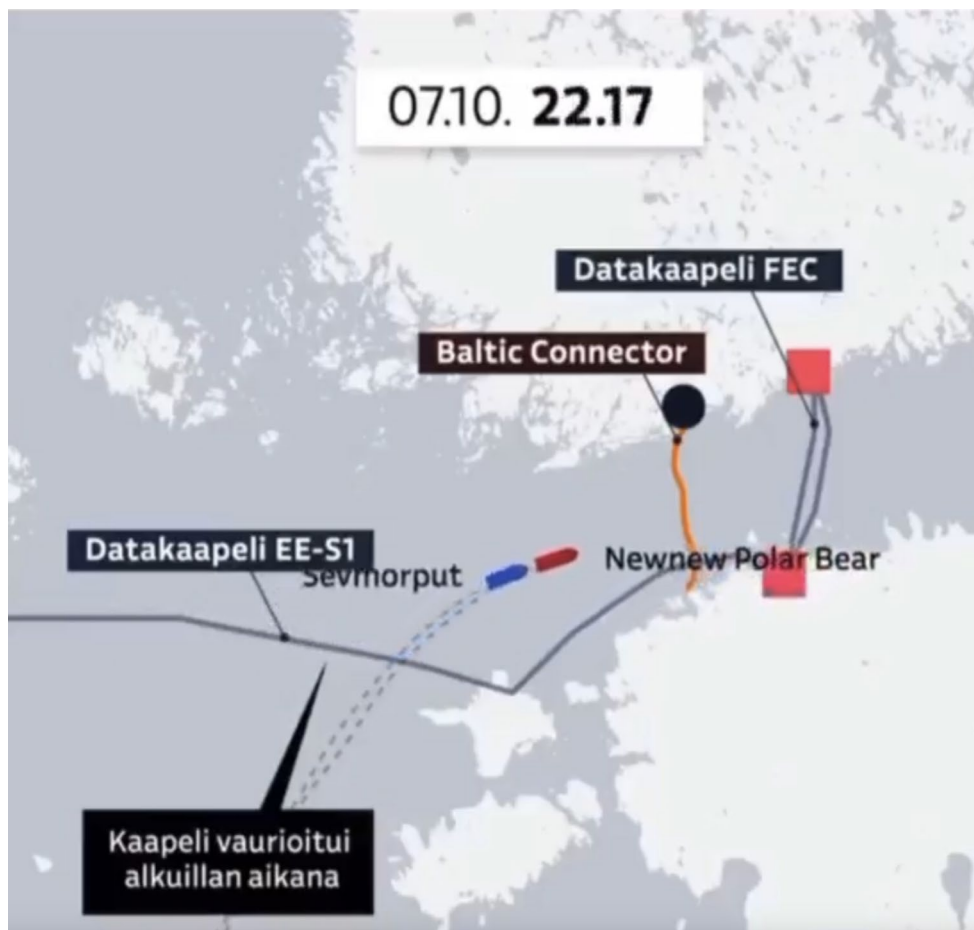 07.10. 22.17
Datakaapeli FEC
Baltic Connector
Datakaapeli EE-S1
Sevmorput
Newnew Polar Bear
Kaapeli vaurioitui
alkuillan aikana